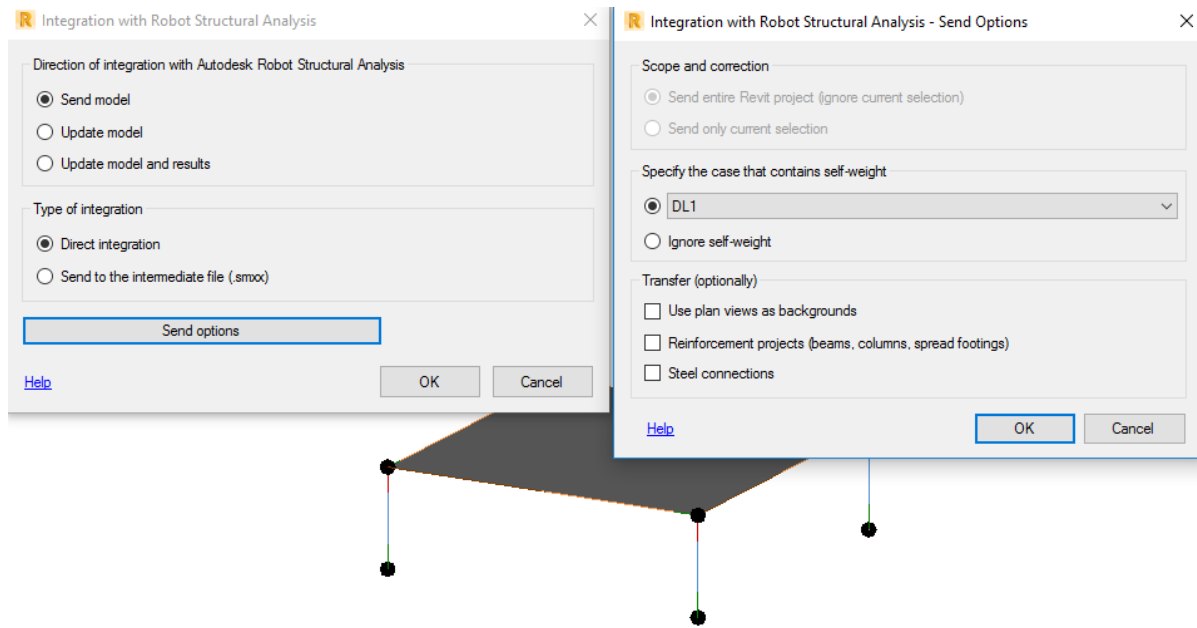 Integration with Robot Structural Analysis
Direction of integration with Autodesk Robot Structural Analysis
Send model
Update model
Update model and results
Type of integration
Direct integration
Send to the intermediate file (.smxx)
Send options
Help
OK
Cancel
Integration with Robot Structural Analysis - Send Options
Scope and correction
Send entire Revit project (ignore current selection)
Send only current selection
Specify the case that contains self-weight
DL1
Ignore self-weight
Transfer (optionally)
Use plan views as backgrounds
Reinforcement projects (beams, columns, spread footings)
Steel connections
Help
OK
Cancel